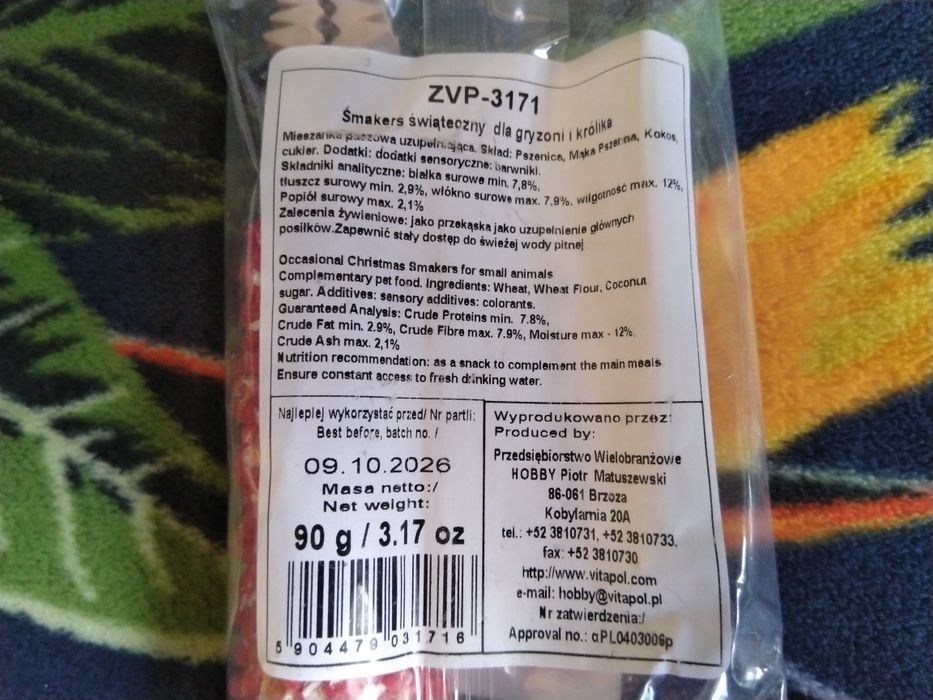 ZVP-3171
Smakers świąteczny dla gryzoni i królika
Mieszanka paszowa uzupełniająca. Skład: Pszenica, Mąka Pszenna, Kokos,
cukier. Dodatki: dodatki sensoryczne: barwniki.
Składniki analityczne: białka surowe min. 7,8%,
tłuszcz surowy min. 2,9%, włókno surowe max. 7.9%. wilgotność max. 12%,
Popiół surowy max. 2,1%
Zalecenia żywieniowe: jako przekąska jako uzupełnienie głównych
posiłków.Zapewnić stały dostęp do świeżej wody pitnej
Occasional Christmas Smakers for small animals
Complementary pet food. Ingredients: Wheat, Wheat Flour, Coconut
sugar. Additives: sensory additives: colorants.
Guaranteed Analysis: Crude Proteins min. 7.8%,
Crude Fat min. 2.9%, Crude Fibre max. 7.9%, Moisture max - 12%.
Crude Ash max. 2,1%
Nutrition recommendation: as a snack to complement the main meals
Ensure constant access to fresh drinking water.
Najlepiej wykorzystać przed/ Nr partii:
Best before, batch no. /
09.10.2026
Masa netto:/
Net weight:
90 g / 3.17 oz
5 904479 031716
Wyprodukowano przez:
Produced by:
Przedsiębiorstwo Wielobranżowe
HOBBY Piotr Matuszewski
86-061 Brzoza
Kobylarnia 20A
tel.: +52 3810731, +52 3810733.
fax: +52 3810730
http://www.vitapol.com
e-mail: hobby@vitapol.pl
Nr zatwierdzenia:/
Approval no.: αPL0403006p